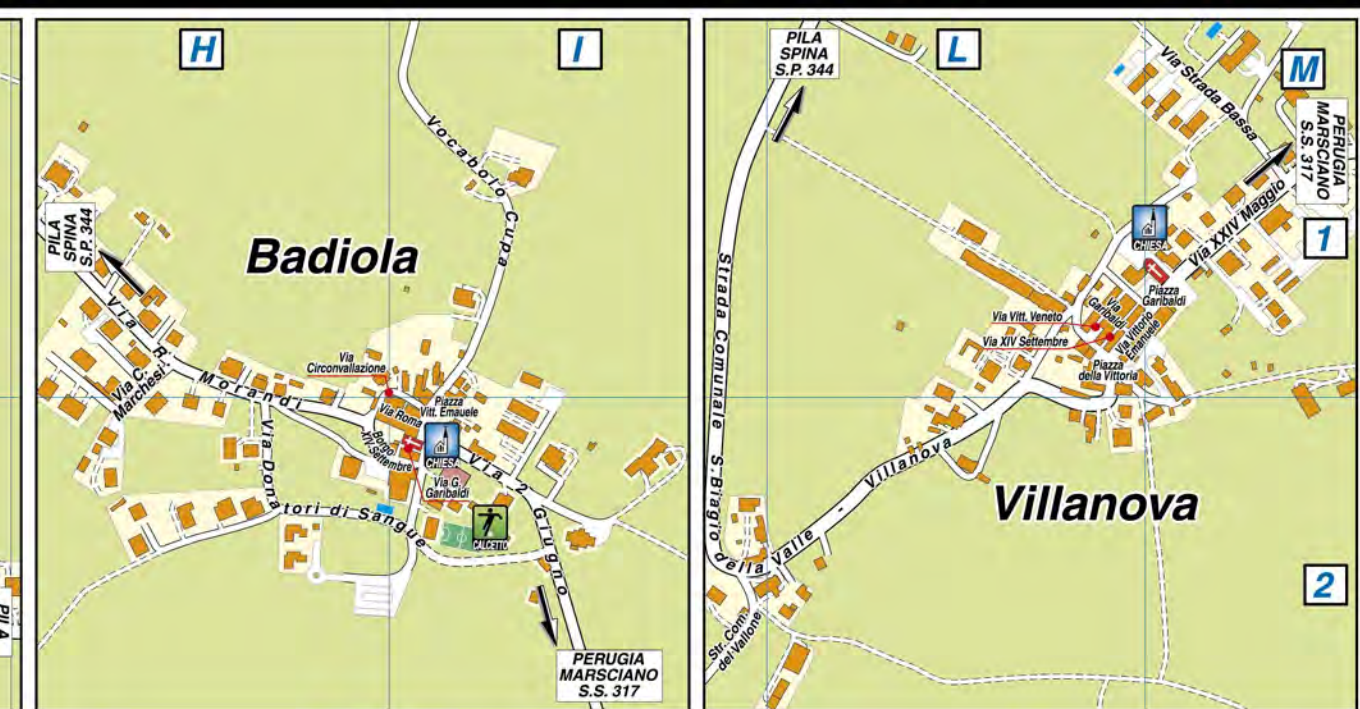 H
I
PILA
SPINA
S.P. 344
Vocabolo Cupa
Badiola
Via R. Morandi
Via C.
Marchesi
Via
Circonvallazione
Piazza
Vitt. Emauele
Via Roma
Borgo
XIV Settembre
CHIESA
Via G.
Garibaldi
Via 2 Giugno
CALCETTO
Via Donatori di Sangue
PERUGIA
MARSCIANO
S.S. 317
PILA
L
M
PILA
SPINA
S.P. 344
Via Strada Bassa
PERUGIA
MARSCIANO
S.S. 317
1
CHIESA
Via XXIV Maggio
Piazza
Garibaldi
Via
Garibaldi
Via Vitt. Veneto
Via XIV Settembre
Via Vittorio
Emanuele
Piazza
della Vittoria
Strada Comunale S.Biagio della Valle - Villanova
Villanova
2
Str. Com.
del Vallone